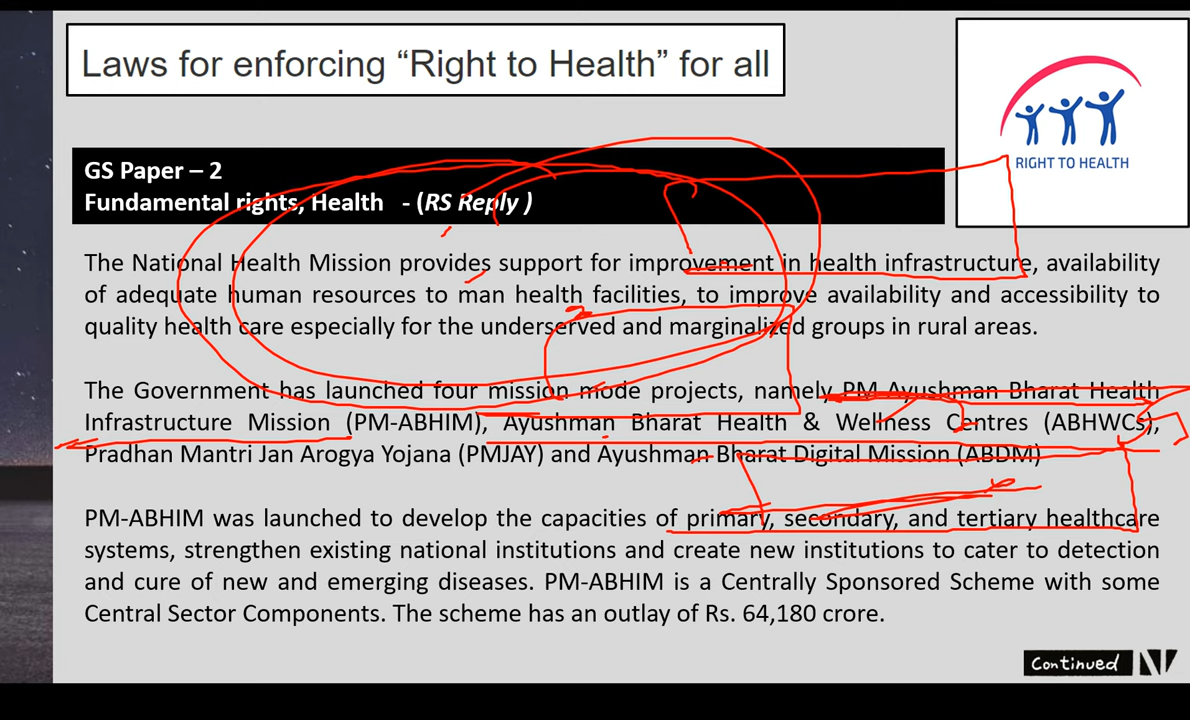 Laws for enforcing “Right to Health” for all
RIGHT TO HEALTH
GS Paper – 2
Fundamental rights, Health - (RS Reply )
The National Health Mission provides support for improvement in health infrastructure, availability
of adequate human resources to man health facilities, to improve availability and accessibility to
quality health care especially for the underserved and marginalized groups in rural areas.
The Government has launched four mission mode projects, namely PM Ayushman Bharat Health
Infrastructure Mission (PM-ABHIM), Ayushman Bharat Health & Wellness Centres (ABHWCs),
Pradhan Mantri Jan Arogya Yojana (PMJAY) and Ayushman Bharat Digital Mission (ABDM)
PM-ABHIM was launched to develop the capacities of primary, secondary, and tertiary healthcare
systems, strengthen existing national institutions and create new institutions to cater to detection
and cure of new and emerging diseases. PM-ABHIM is a Centrally Sponsored Scheme with some
Central Sector Components. The scheme has an outlay of Rs. 64,180 crore.
Continued